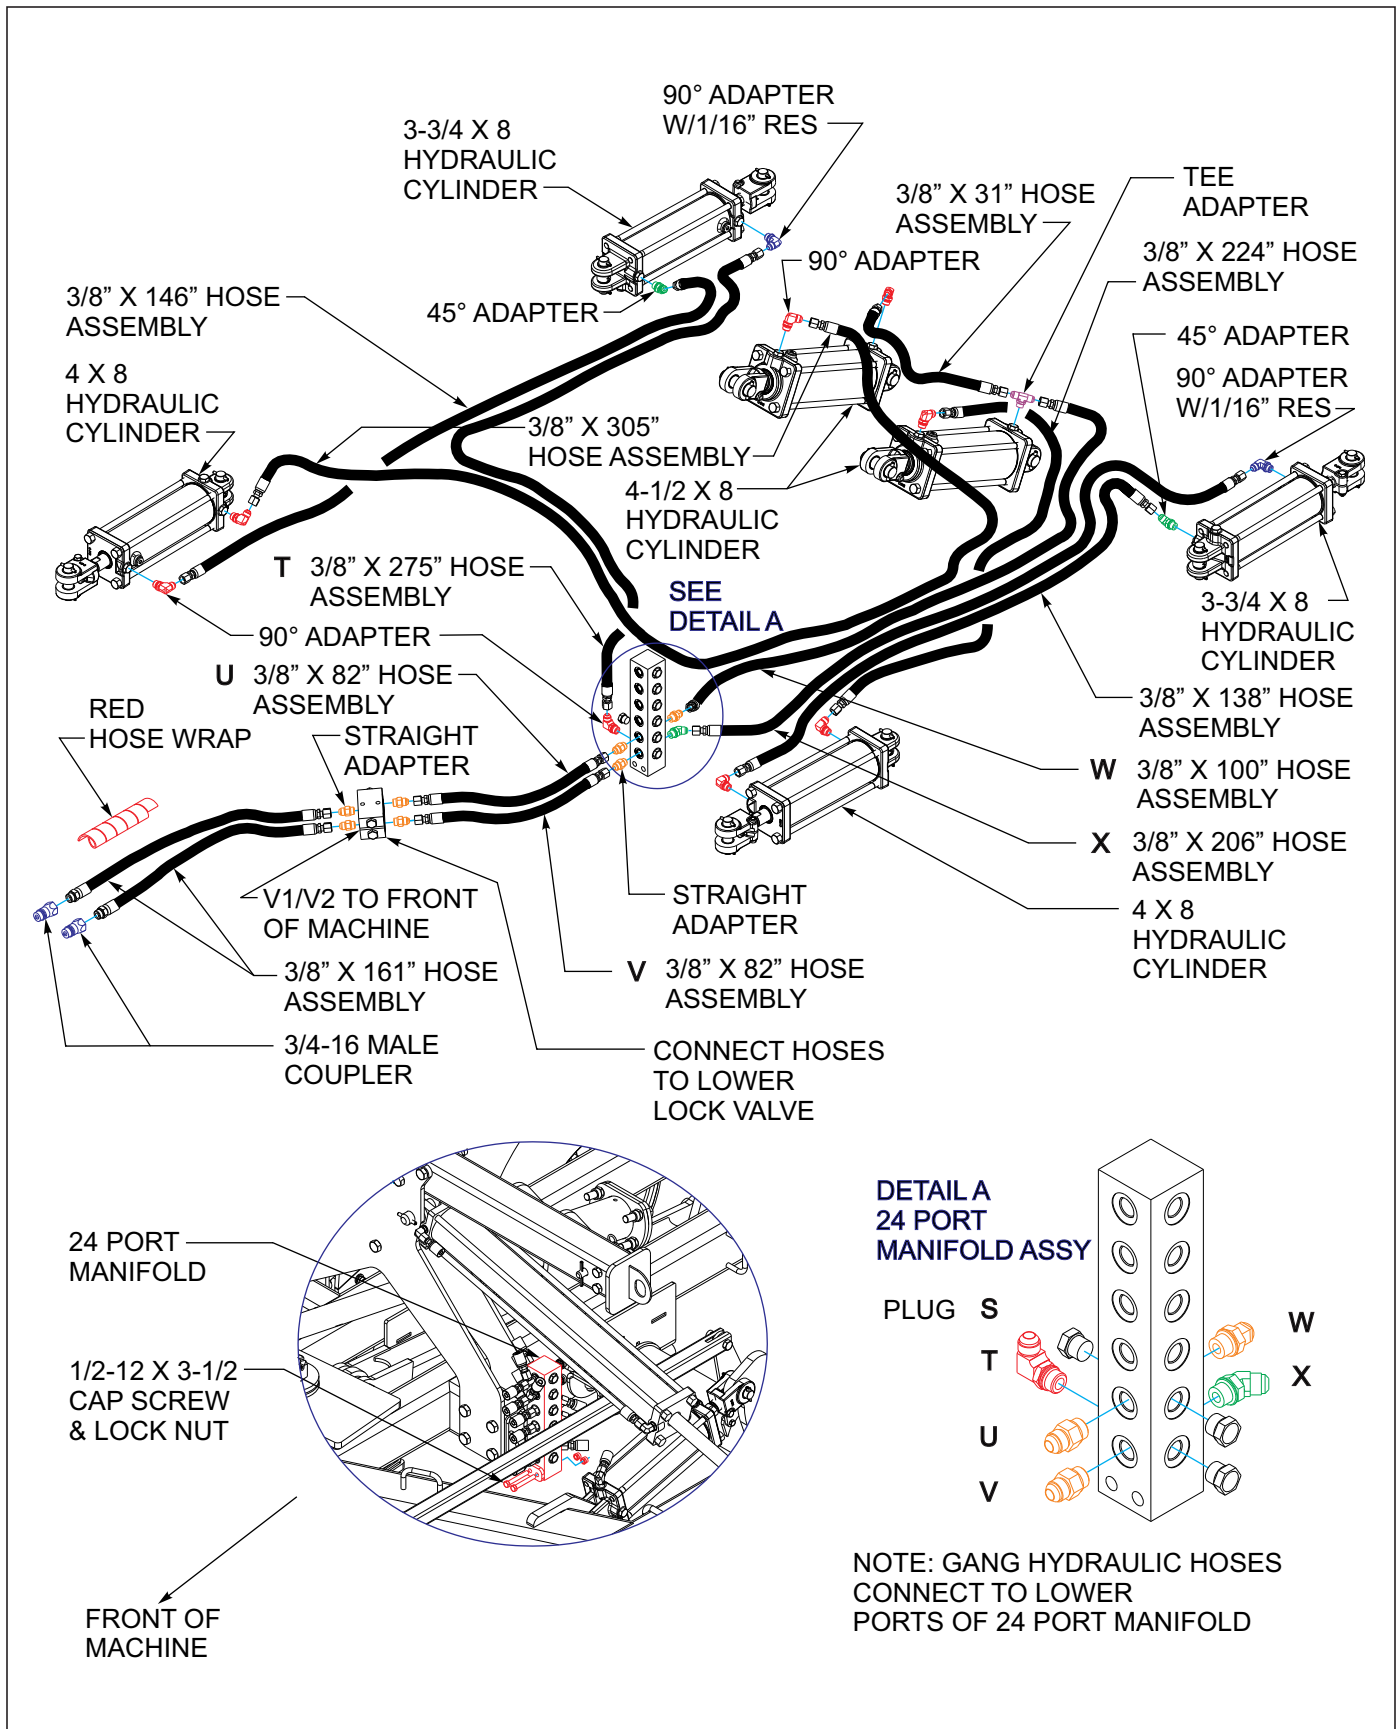 90° ADAPTER
W/1/16” RES
3-3/4 X 8
HYDRAULIC
CYLINDER
TEE
ADAPTER
3/8” X 31” HOSE
ASSEMBLY
3/8” X 224” HOSE
ASSEMBLY
90° ADAPTER
3/8” X 146” HOSE
ASSEMBLY
45° ADAPTER
45° ADAPTER
4 X 8
HYDRAULIC
CYLINDER
90° ADAPTER
W/1/16” RES
3/8” X 305”
HOSE ASSEMBLY
4-1/2 X 8
HYDRAULIC
CYLINDER
T 3/8” X 275” HOSE
ASSEMBLY
SEE
DETAIL A
3-3/4 X 8
HYDRAULIC
CYLINDER
90° ADAPTER
U 3/8” X 82” HOSE
ASSEMBLY
3/8” X 138” HOSE
ASSEMBLY
RED
HOSE WRAP
STRAIGHT
ADAPTER
W 3/8” X 100” HOSE
ASSEMBLY
X 3/8” X 206” HOSE
ASSEMBLY
V1/V2 TO FRONT
OF MACHINE
STRAIGHT
ADAPTER
4 X 8
HYDRAULIC
CYLINDER
3/8” X 161” HOSE
ASSEMBLY
V 3/8” X 82” HOSE
ASSEMBLY
3/4-16 MALE
COUPLER
CONNECT HOSES
TO LOWER
LOCK VALVE
DETAIL A
24 PORT
MANIFOLD ASSY
24 PORT
MANIFOLD
PLUG S
W
T
X
1/2-12 X 3-1/2
CAP SCREW
& LOCK NUT
U
V
NOTE: GANG HYDRAULIC HOSES
CONNECT TO LOWER
PORTS OF 24 PORT MANIFOLD
FRONT OF
MACHINE